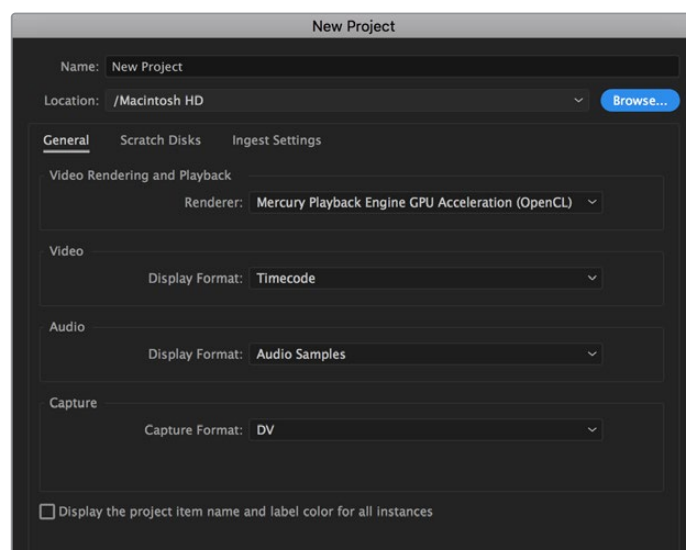 New Project
Name: New Project
Location: /Macintosh HD Browse...
General Scratch Disks Ingest Settings
Video Rendering and Playback
Renderer: Mercury Playback Engine GPU Acceleration (OpenCL)
Video
Display Format: Timecode
Audio
Display Format: Audio Samples
Capture
Capture Format: DV
Display the project item name and label color for all instances